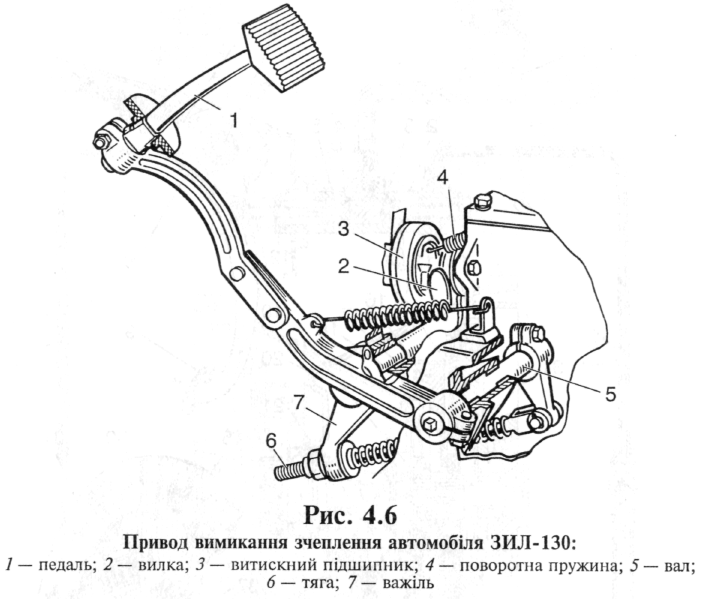 1
4
3
2
5
7
6
Рис. 4.6
Привод вимикання зчеплення автомобіля ЗИЛ-130:
1 — педаль; 2 — вилка; 3 — витискний підшипник; 4 — поворотна пружина; 5 — вал;
6 — тяга; 7 — важіль